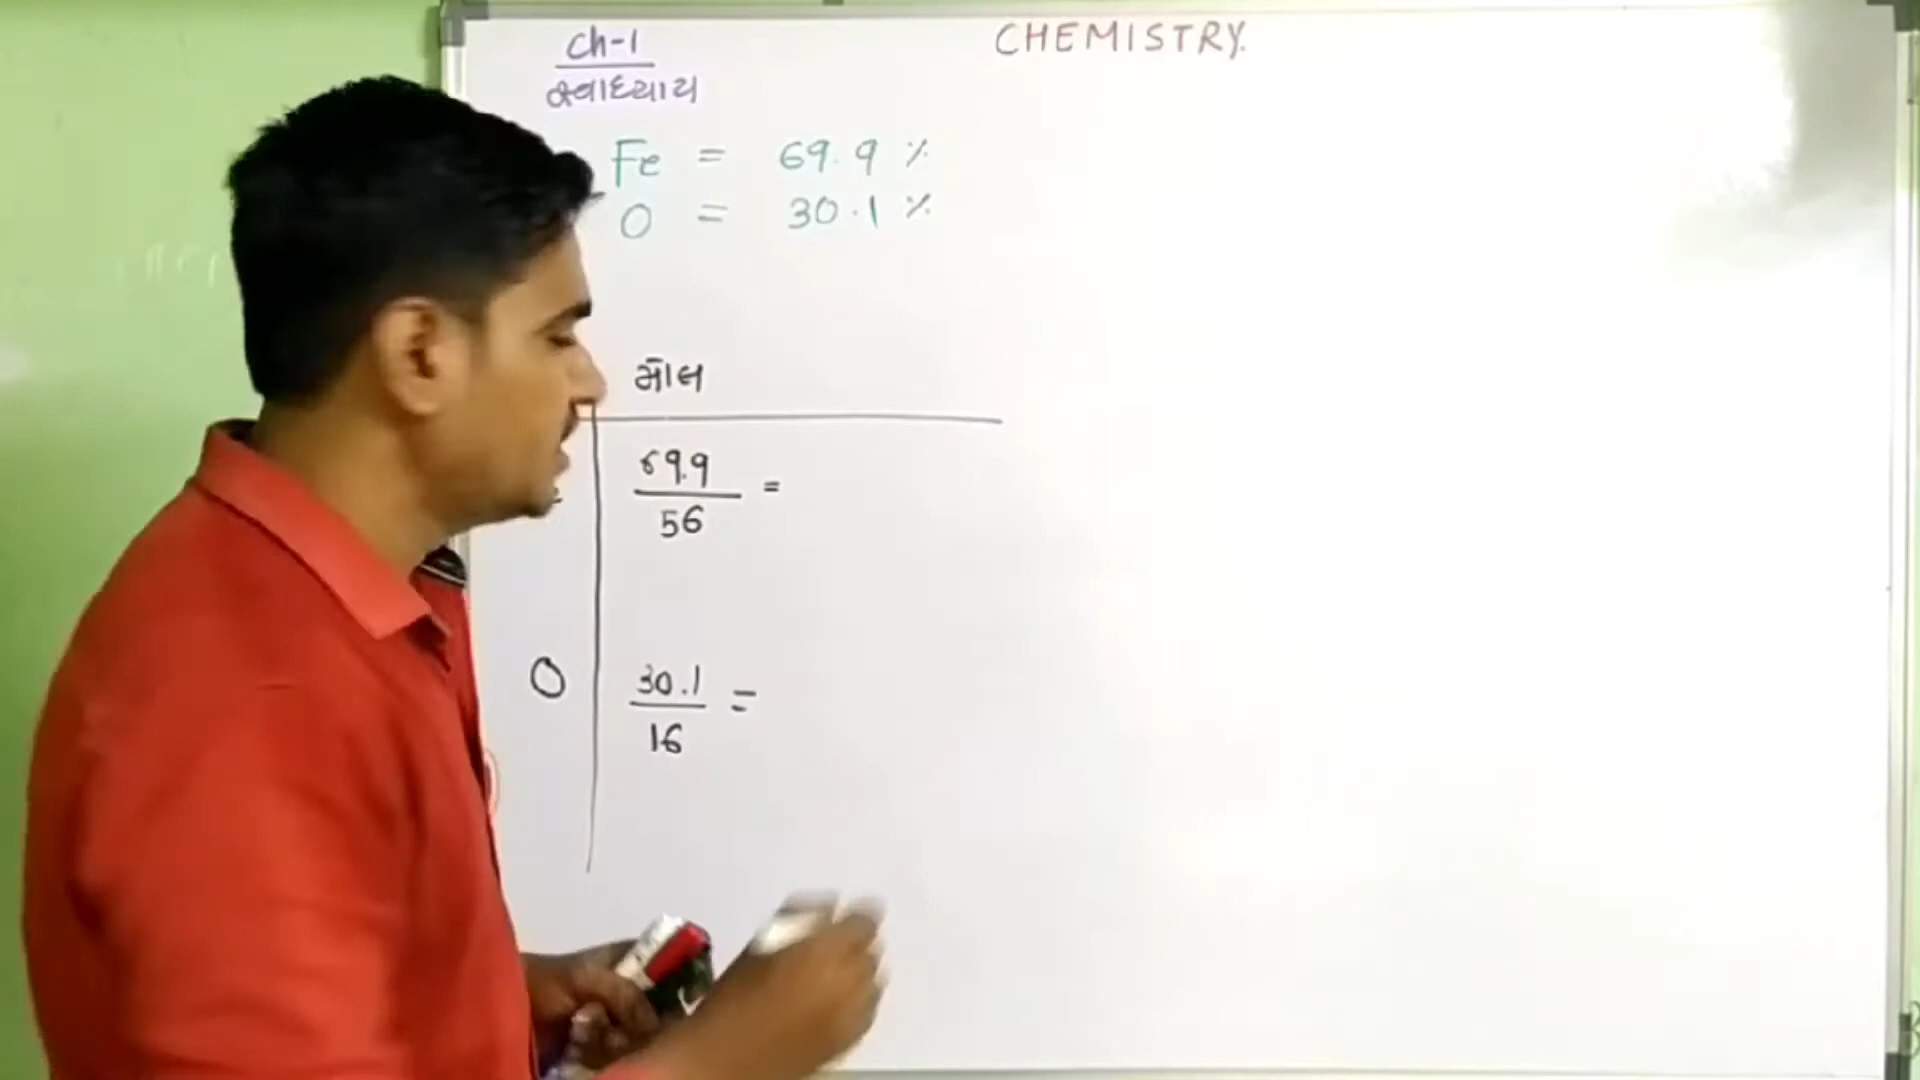 Ch-1
સ્વાધ્યાય
CHEMISTRY.
Fe = 69.9 %
O = 30.1 %
મૉલ
69.9
56
=
O
30.1
16
=